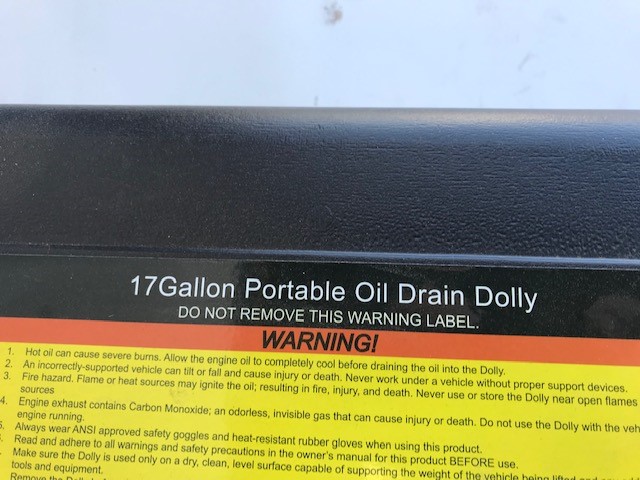 17Gallon Portable Oil Drain Dolly
DO NOT REMOVE THIS WARNING LABEL.
WARNING!
1. Hot oil can cause severe burns. Allow the engine oil to completely cool before draining the oil into the Dolly.
2. An incorrectly-supported vehicle can tilt or fall and cause injury or death. Never work under a vehicle without proper support devices.
3. Fire hazard. Flame or heat sources may ignite the oil; resulting in fire, injury, and death. Never use or store the Dolly near open flames
sources
4. Engine exhaust contains Carbon Monoxide; an odorless, invisible gas that can cause injury or death. Do not use the Dolly with the veh
engine running.
5. Always wear ANSI approved safety goggles and heat-resistant rubber gloves when using this product.
Read and adhere to all warnings and safety precautions in the owner's manual for this product BEFORE use.
Make sure the Dolly is used only on a dry, clean, level surface capable of supporting the weight of the vehicle being lifted and
tools and equipment.
Remove the